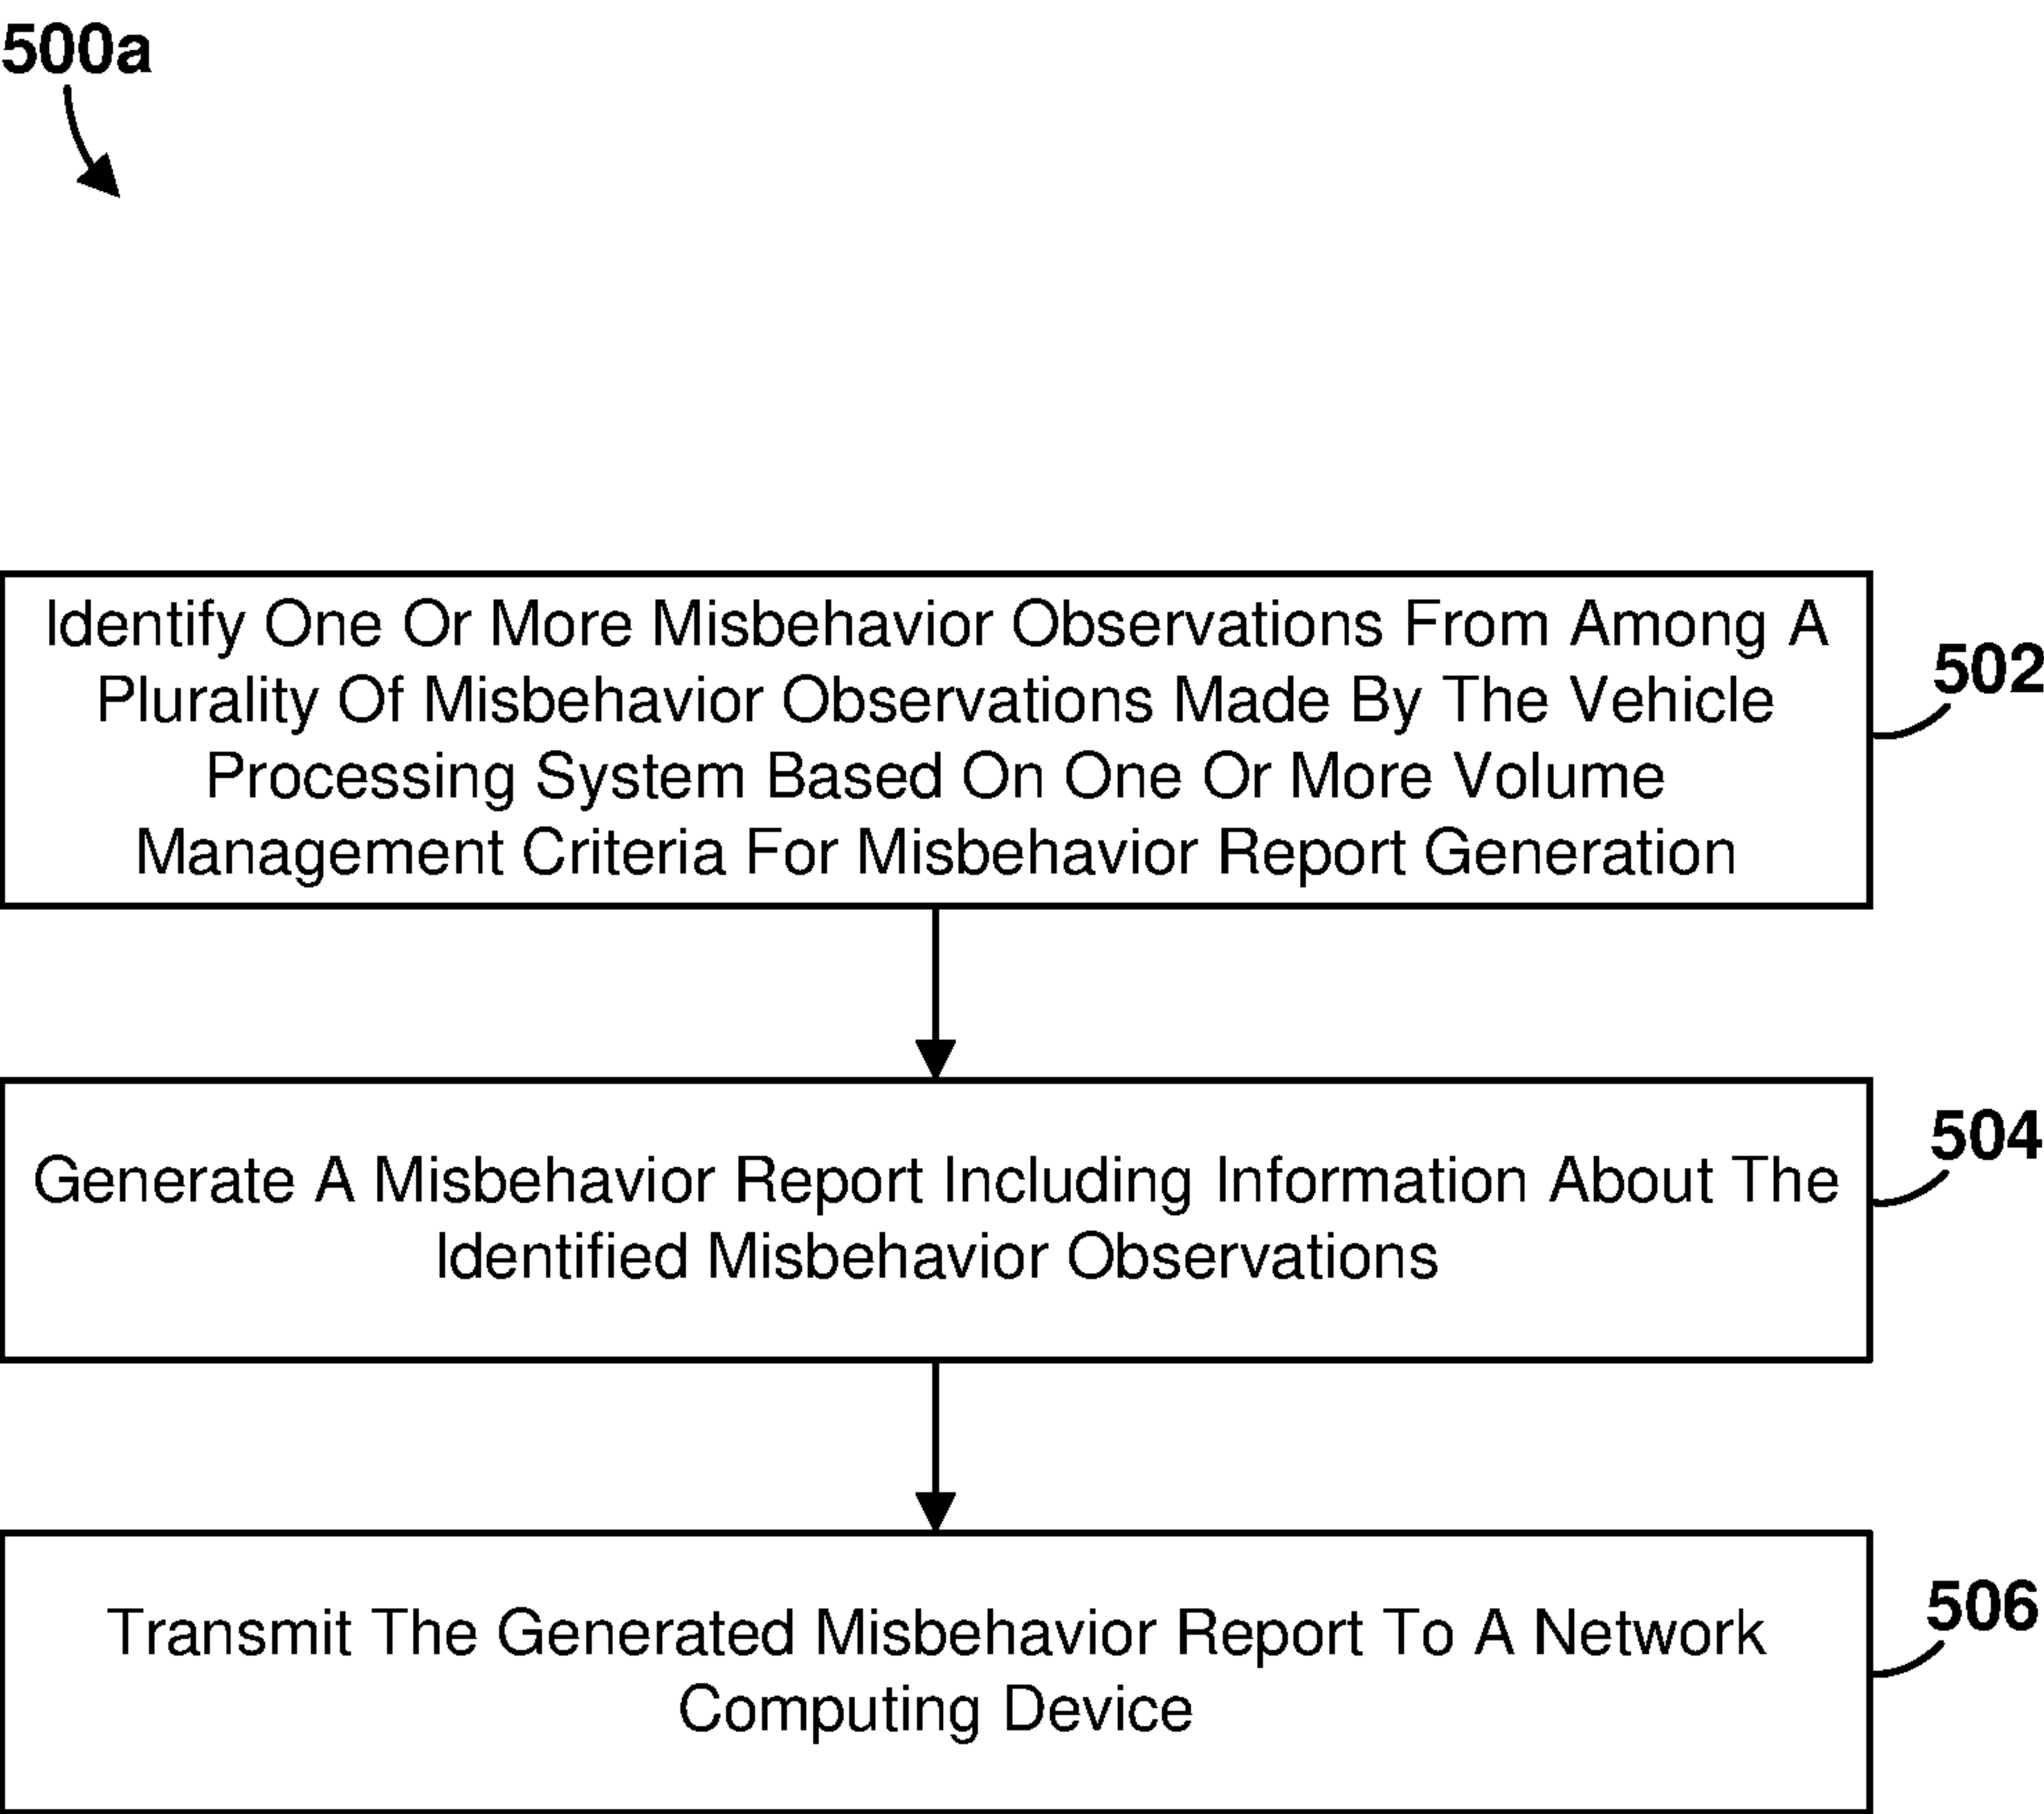 500a
Identify One Or More Misbehavior Observations From Among A
Plurality Of Misbehavior Observations Made By The Vehicle
Processing System Based On One Or More Volume
Management Criteria For Misbehavior Report Generation
502
Generate A Misbehavior Report Including Information About The
Identified Misbehavior Observations
504
Transmit The Generated Misbehavior Report To A Network
Computing Device
506